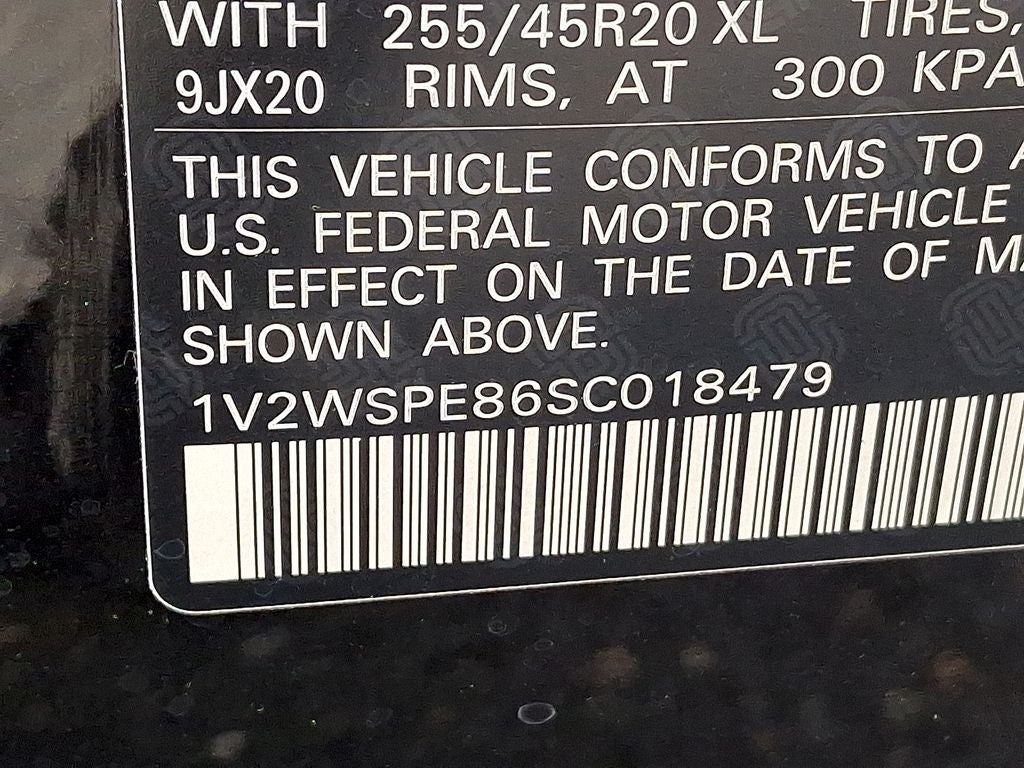 WITH 255/45R20 XL TIRES,
9JX20 RIMS, AT 300 KPA
THIS VEHICLE CONFORMS TO A
U.S. FEDERAL MOTOR VEHICLE
IN EFFECT ON THE DATE OF MA
SHOWN ABOVE.
1V2WSPE86SC018479